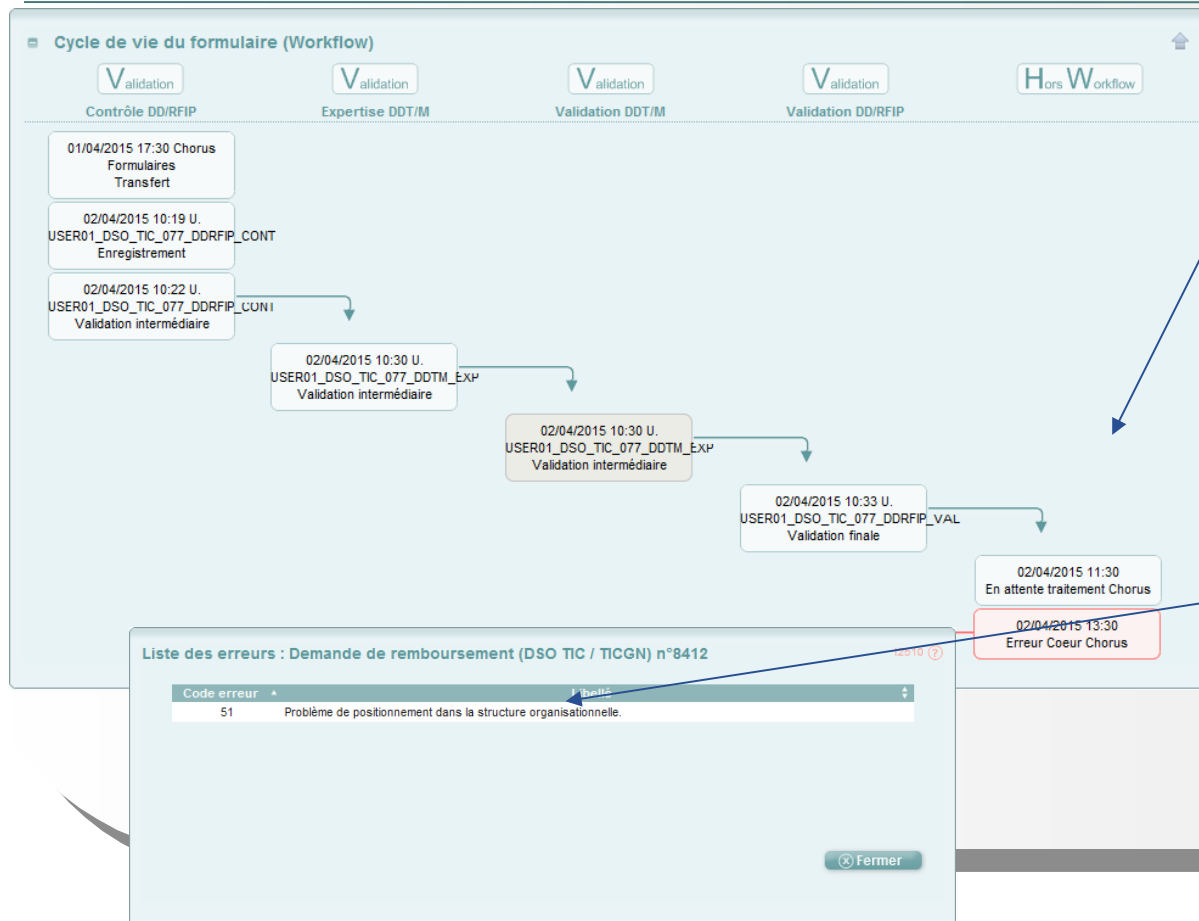 Cycle de vie du formulaire (Workflow)
Validation Validation Validation Validation Hors Workflow
Contrôle DD/RFIP Expertise DDT/M Validation DDT/M Validation DD/RFIP
01/04/2015 17:30 Chorus
Formulaires
Transfert
02/04/2015 10:19 U.
USER01_DSO_TIC_077_DDRFIP_CONT
Enregistrement
02/04/2015 10:22 U.
USER01_DSO_TIC_077_DDRFIP_CONT
Validation intermédiaire
02/04/2015 10:30 U.
USER01_DSO_TIC_077_DDTM_EXP
Validation intermédiaire
02/04/2015 10:30 U.
USER01_DSO_TIC_077_DDTM_EXP
Validation intermédiaire
02/04/2015 10:33 U.
USER01_DSO_TIC_077_DDRFIP_VAL
Validation finale
02/04/2015 11:30
En attente traitement Chorus
02/04/2015 13:30
Erreur Coeur Chorus
Liste des erreurs : Demande de remboursement (DSO TIC / TICGN) n°8412
Code erreur Libellé
51 Problème de positionnement dans la structure organisationnelle.
Fermer